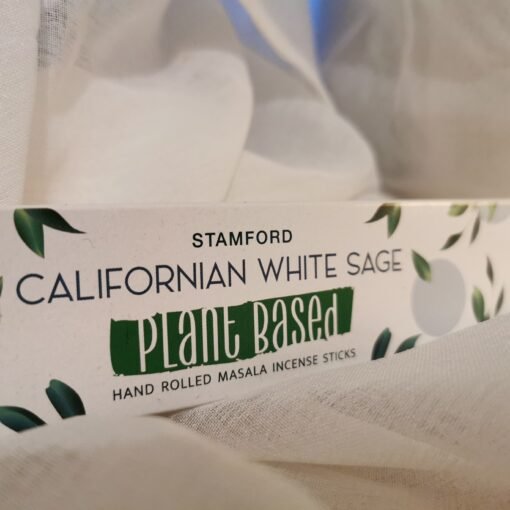 STAMFORD
CALIFORNIAN WHITE SAGE
PLant BaseD
HAND ROLLED MASALA INCENSE STICKS